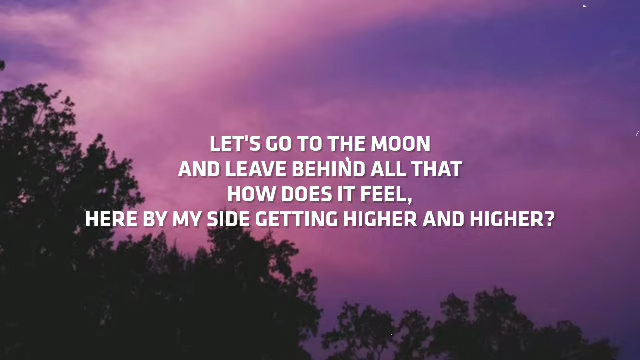 LET'S GO TO THE MOON
AND LEAVE BEHIND ALL THAT
HOW DOES IT FEEL,
HERE BY MY SIDE GETTING HIGHER AND HIGHER?